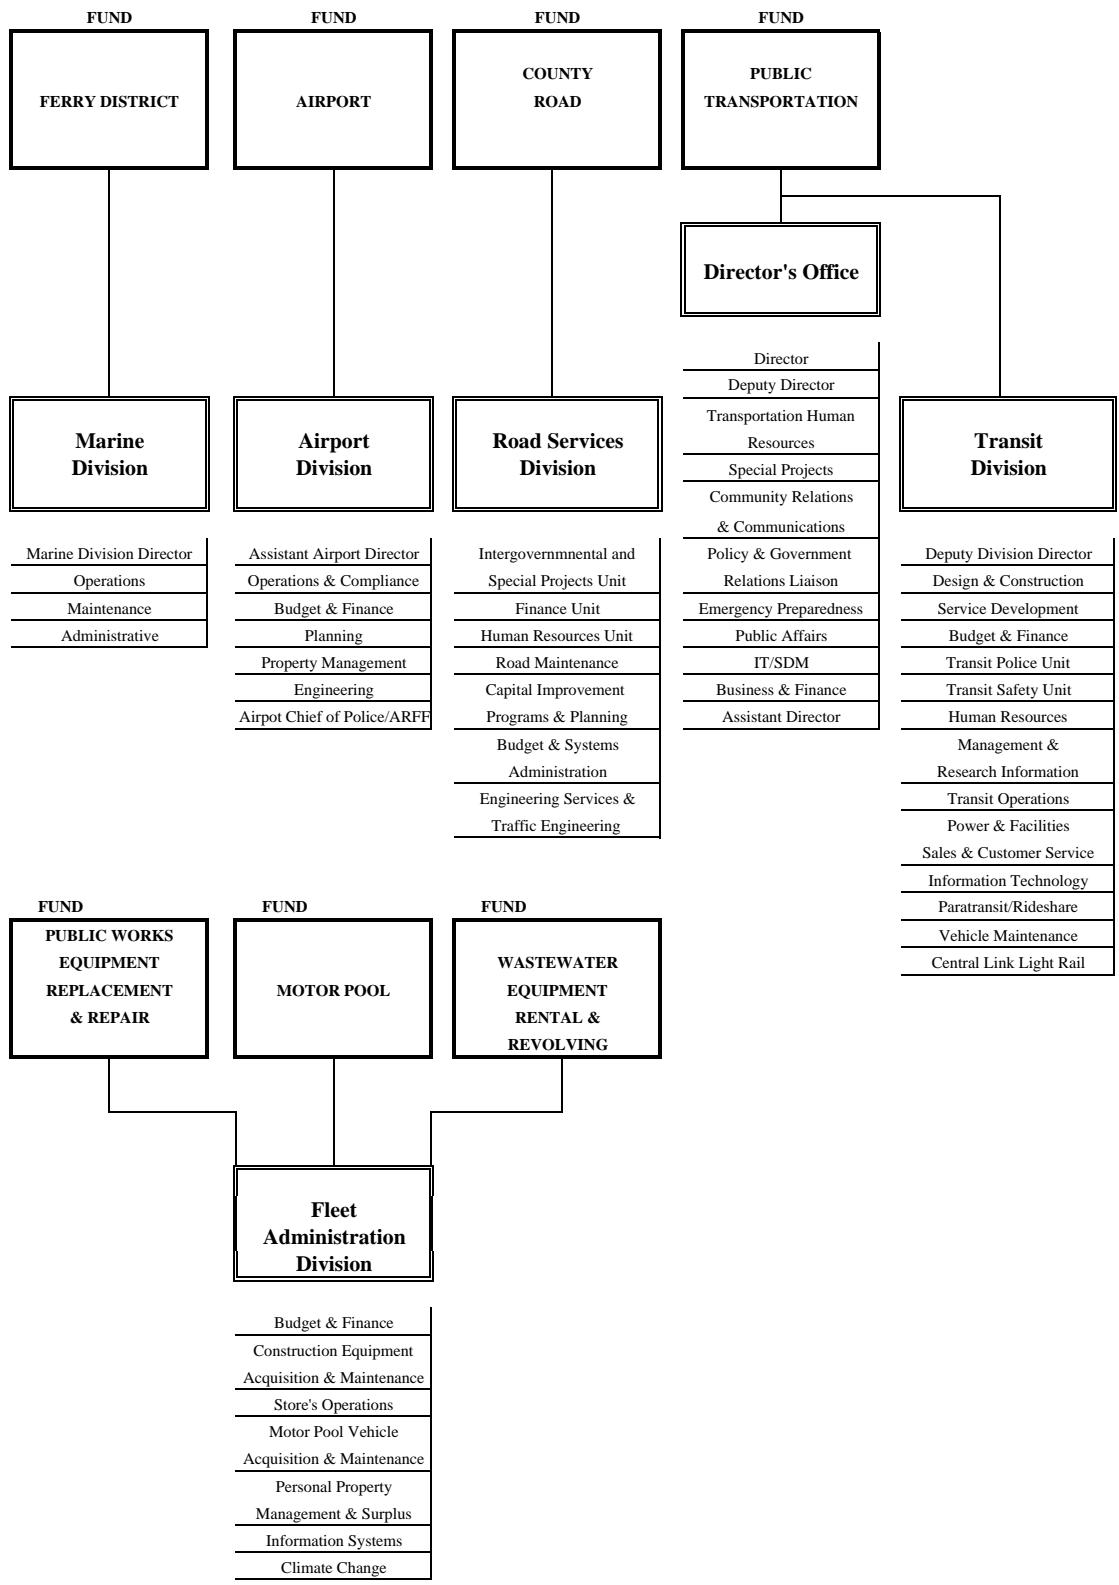 FUND
FERRY DISTRICT
FUND
AIRPORT
FUND
COUNTY
ROAD
FUND
PUBLIC
TRANSPORTATION
Director's Office
Director
Deputy Director
Transportation Human
Resources
Special Projects
Community Relations
& Communications
Policy & Government
Relations Liaison
Emergency Preparedness
Public Affairs
IT/SDM
Business & Finance
Assistant Director
Marine
Division
Marine Division Director
Operations
Maintenance
Administrative
Airport
Division
Assistant Airport Director
Operations & Compliance
Budget & Finance
Planning
Property Management
Engineering
Airpot Chief of Police/ARFF
Road Services
Division
Intergovernmnental and
Special Projects Unit
Finance Unit
Human Resources Unit
Road Maintenance
Capital Improvement
Programs & Planning
Budget & Systems
Administration
Engineering Services &
Traffic Engineering
Transit
Division
Deputy Division Director
Design & Construction
Service Development
Budget & Finance
Transit Police Unit
Transit Safety Unit
Human Resources
Management &
Research Information
Transit Operations
Power & Facilities
Sales & Customer Service
Information Technology
Paratransit/Rideshare
Vehicle Maintenance
Central Link Light Rail
FUND
PUBLIC WORKS
EQUIPMENT
REPLACEMENT
& REPAIR
FUND
MOTOR POOL
FUND
WASTEWATER
EQUIPMENT
RENTAL &
REVOLVING
Fleet
Administration
Division
Budget & Finance
Construction Equipment
Acquisition & Maintenance
Store's Operations
Motor Pool Vehicle
Acquisition & Maintenance
Personal Property
Management & Surplus
Information Systems
Climate Change